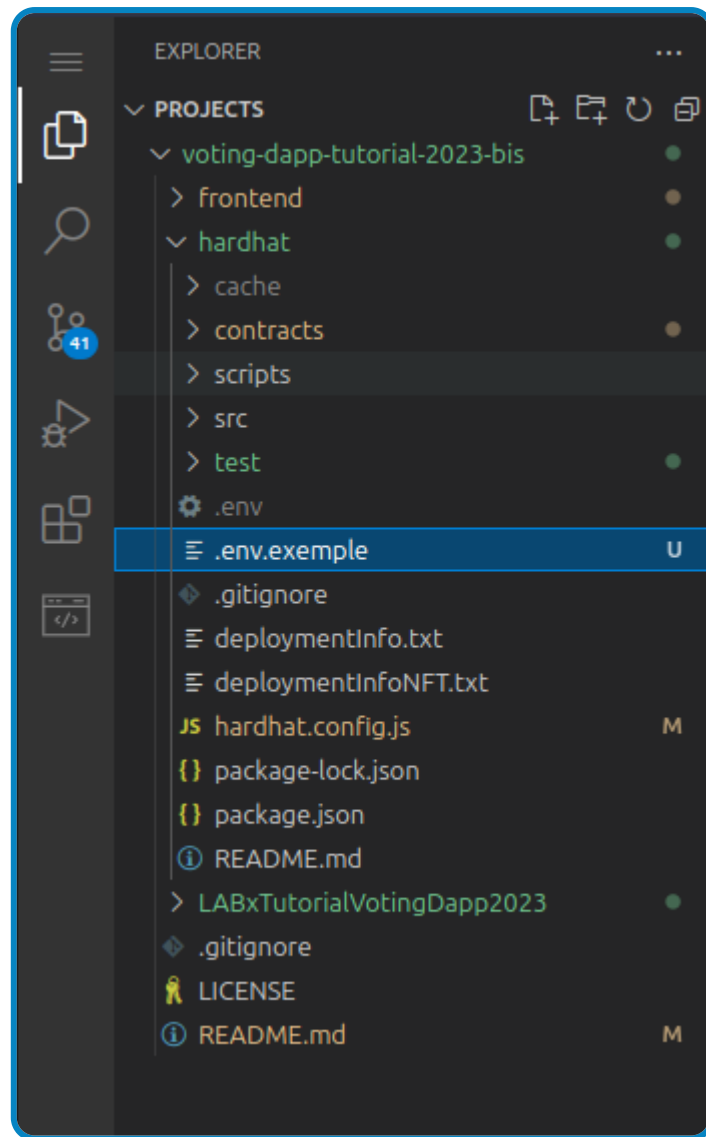 EXPLORER ...
PROJECTS
voting-dapp-tutorial-2023-bis
frontend
hardhat
cache
41
contracts
scripts
src
test
.env
.env.exemple U
.gitignore
deploymentInfo.txt
deploymentInfoNFT.txt
JS hardhat.config.js M
{} package-lock.json
{} package.json
README.md
LABxTutorialVotingDapp2023
.gitignore
LICENSE
README.md M